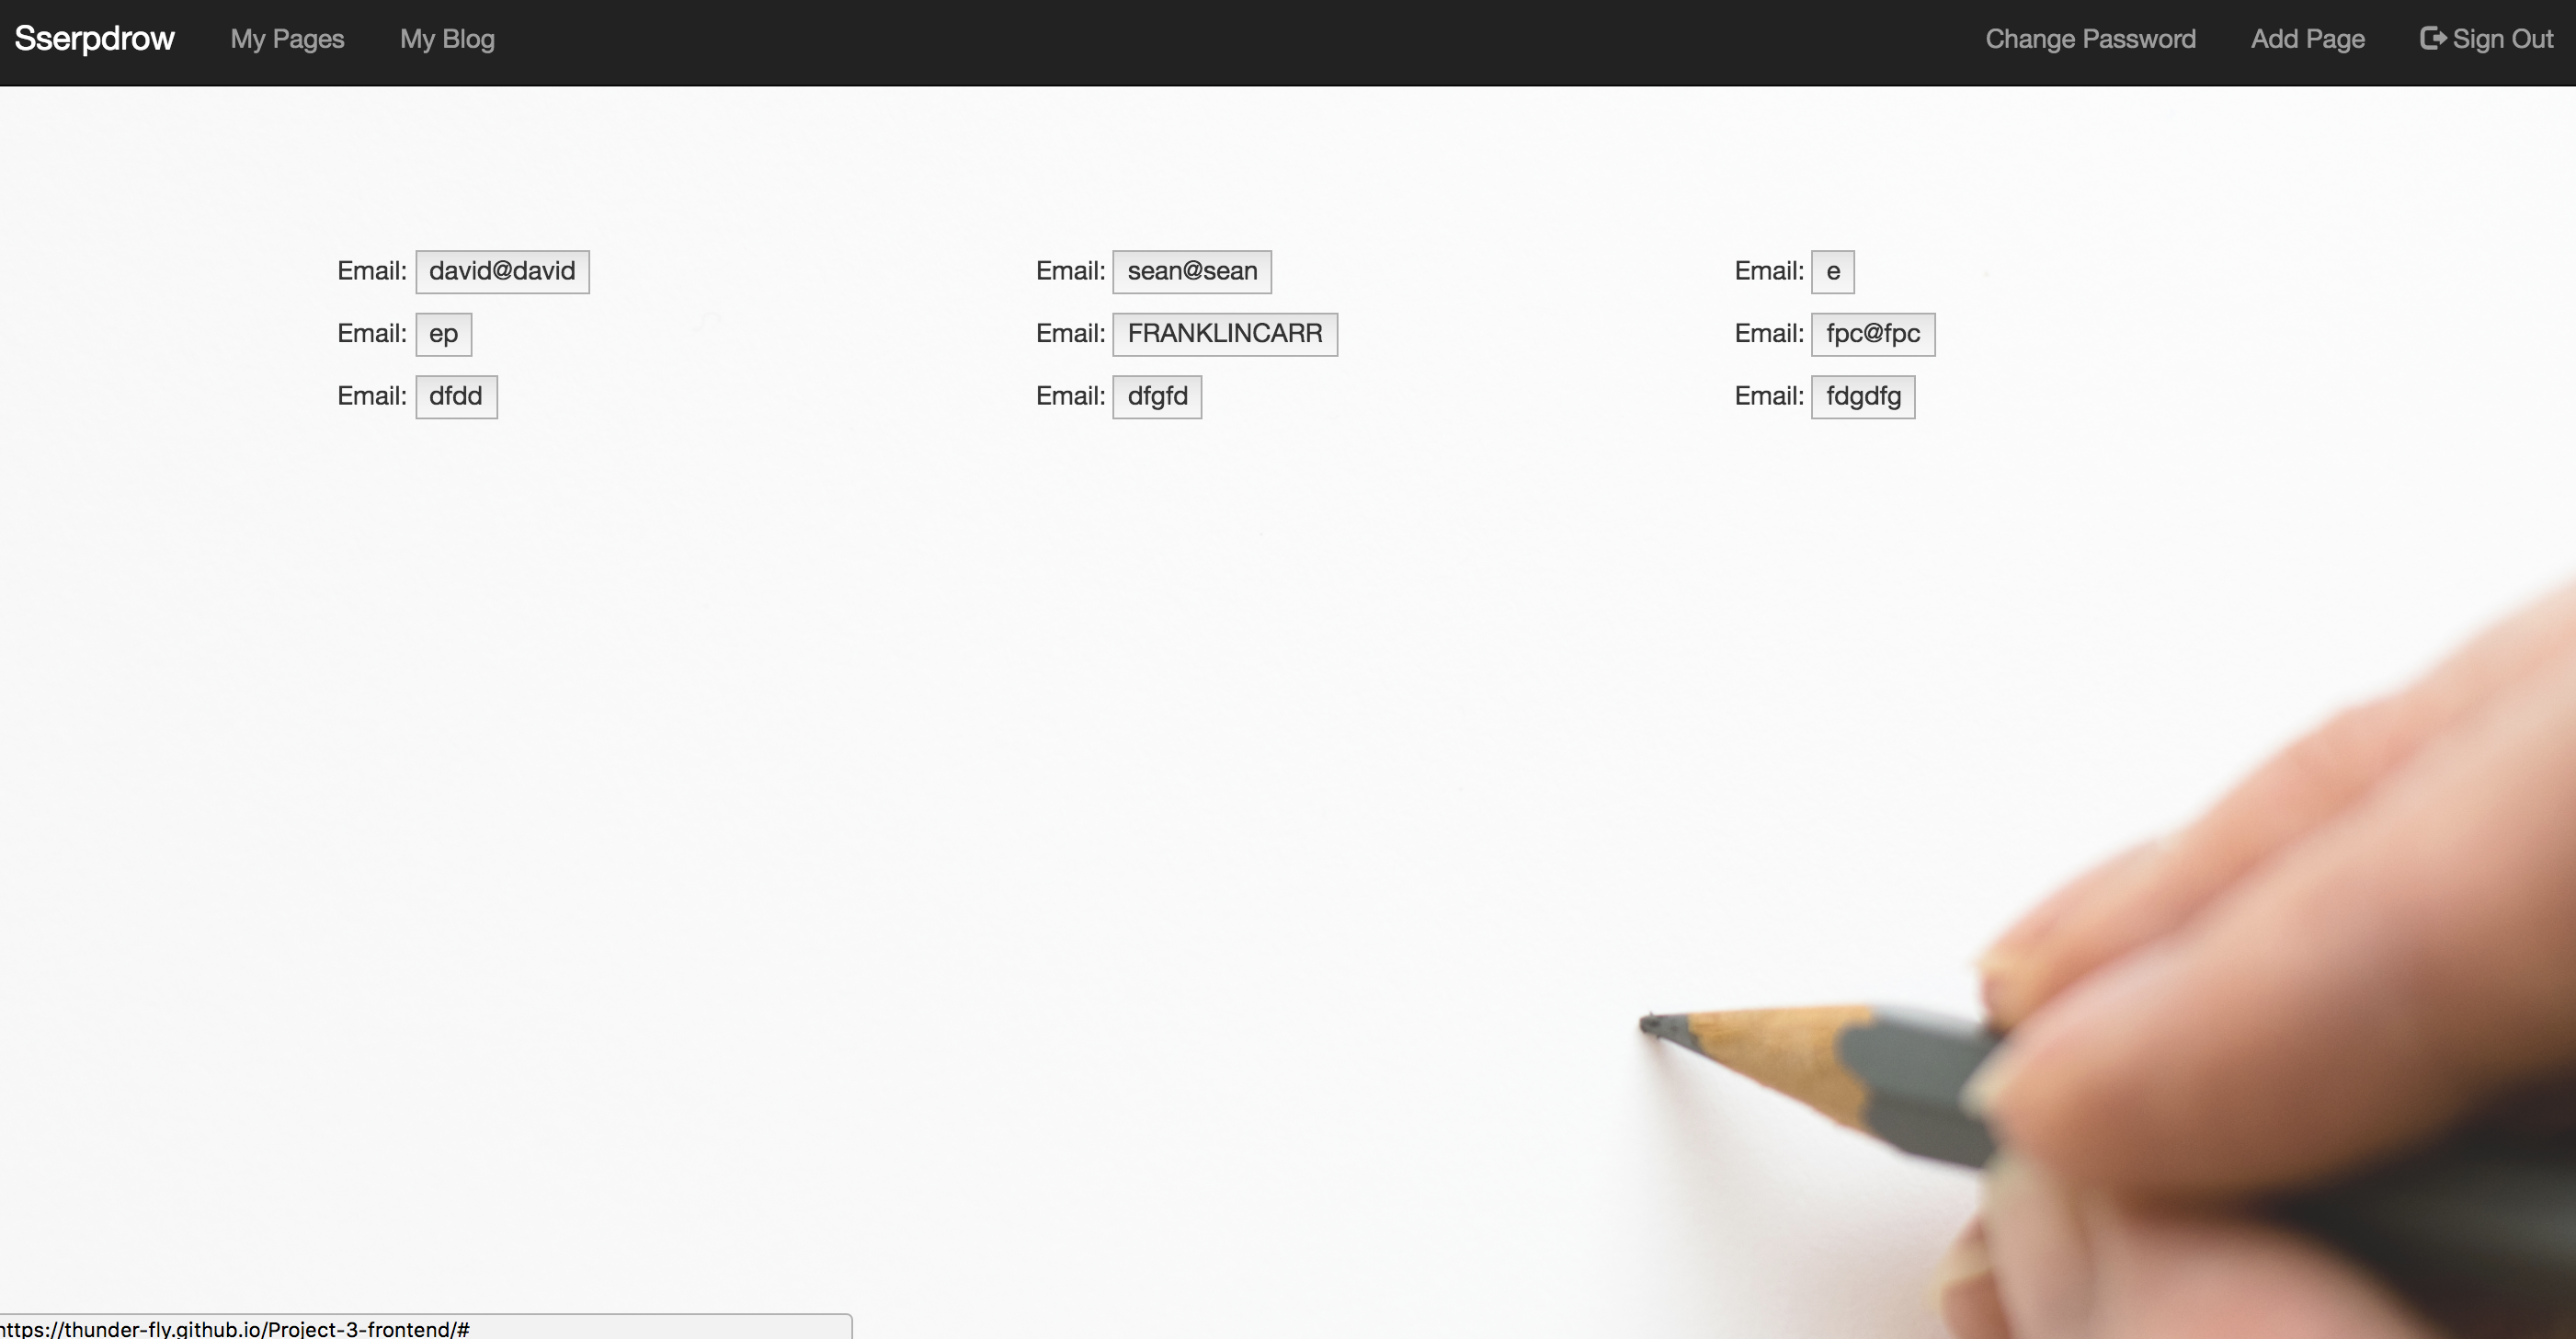 Sserpdrow My Pages My Blog Change Password Add Page Sign Out
Email: david@david Email: sean@sean Email: e
Email: ep Email: FRANKLINCARR Email: fpc@fpc
Email: dfdd Email: dfgfd Email: fdgdfg
https://thunder-fly.github.io/Project-3-frontend/#